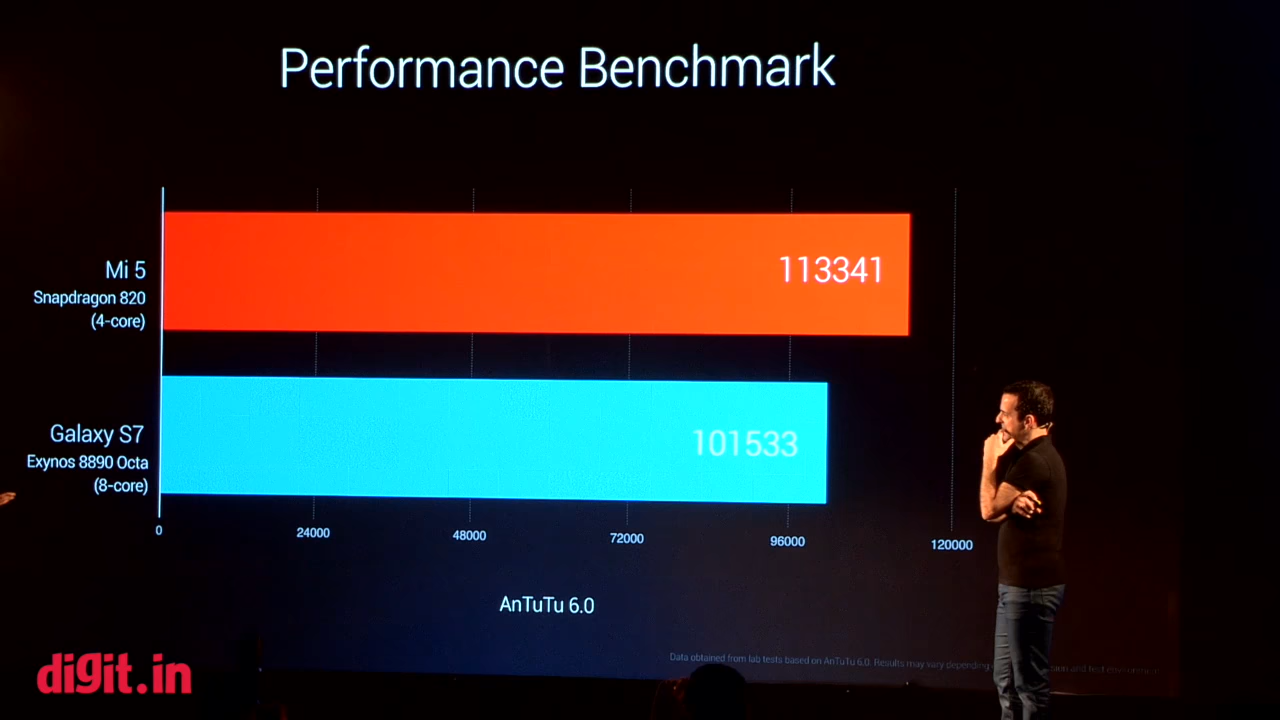 Performance Benchmark
Mi 5
Snapdragon 820
(4-core)
113341
Galaxy S7
Exynos 8890 Octa
(8-core)
101533
0 24000 48000 72000 96000 120000
AnTuTu 6.0
Data obtained from lab tests based on AnTuTu 6.0. Results may vary depending
digit.in